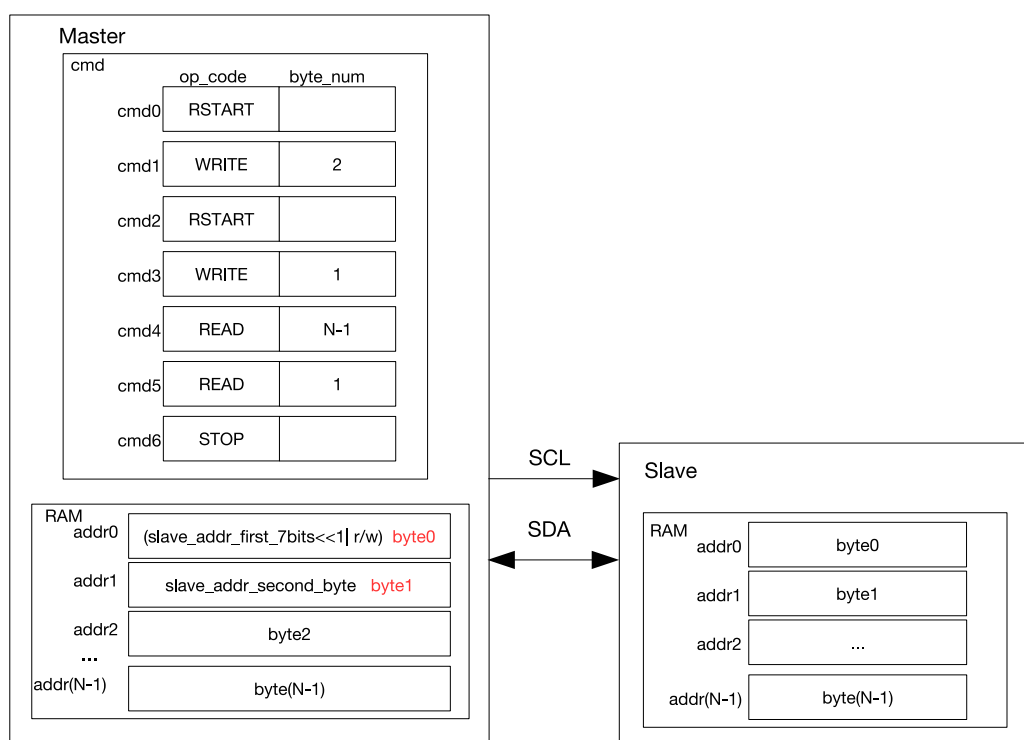 Master
cmd
op_code byte_num
cmd0 RSTART
cmd1 WRITE 2
cmd2 RSTART
cmd3 WRITE 1
cmd4 READ N-1
cmd5 READ 1
cmd6 STOP
SCL
SDA
RAM
addr0 (slave_addr_first_7bits<<1| r/w) byte0
addr1 slave_addr_second_byte byte1
addr2 byte2
...
addr(N-1) byte(N-1)
Slave
RAM
addr0 byte0
addr1 byte1
addr2 ...
addr(N-1) byte(N-1)